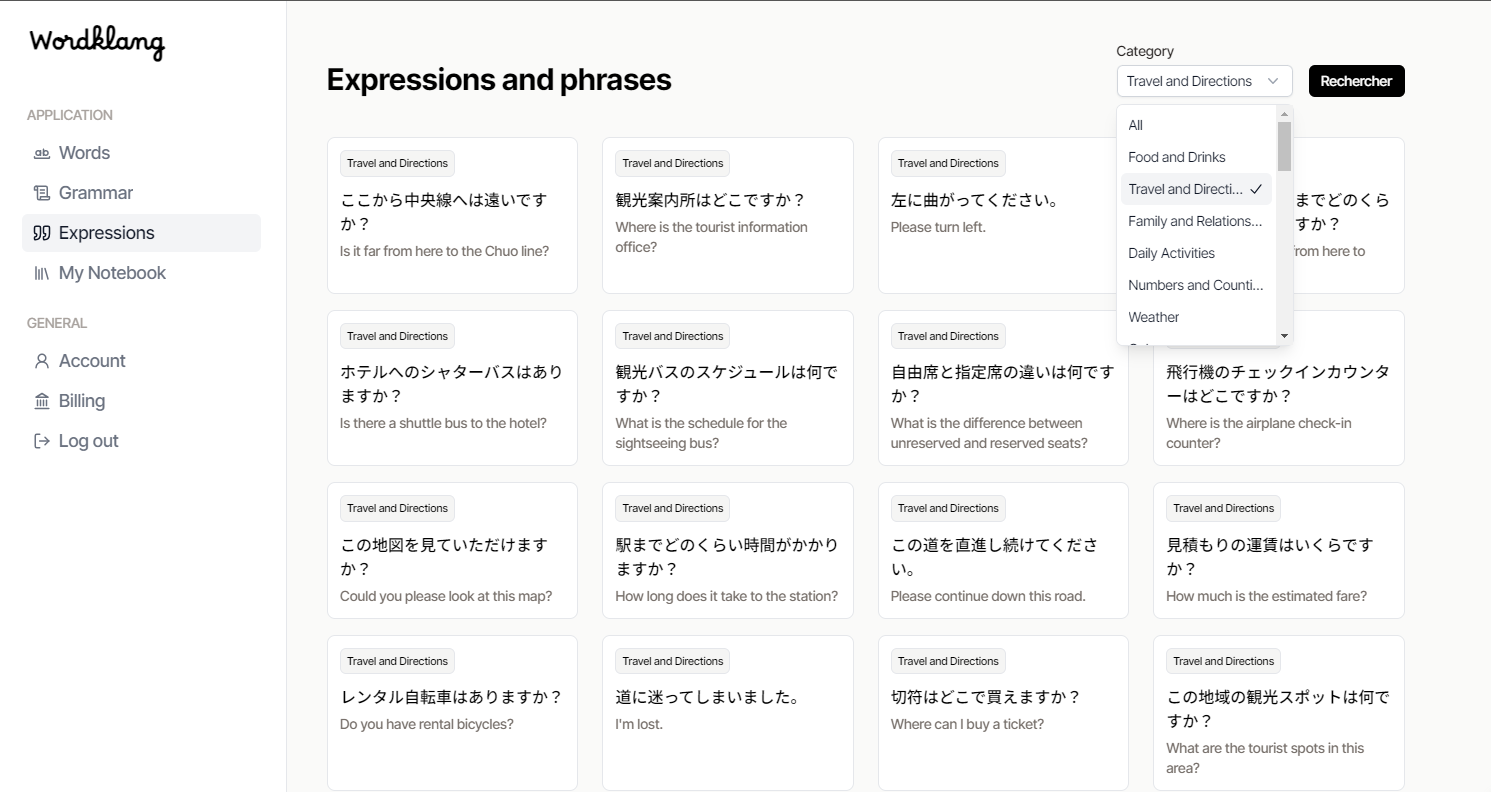 Wordklang
APPLICATION
Words
Grammar
Expressions
My Notebook
GENERAL
Account
Billing
Log out
Expressions and phrases
Category
Travel and Directions
Rechercher
All
Food and Drinks
Travel and Directi...
Family and Relations...
Daily Activities
Numbers and Counti...
Weather
Travel and Directions
ここから中央線へは遠いです
か？
Is it far from here to the Chuo line?
Travel and Directions
観光案内所はどこですか？
Where is the tourist information
office?
Travel and Directions
左に曲がってください。
Please turn left.
までどのくら
すか？
from here to
Travel and Directions
ホテルへのシャターバスはあり
ますか？
Is there a shuttle bus to the hotel?
Travel and Directions
観光バスのスケジュールは何で
すか？
What is the schedule for the
sightseeing bus?
Travel and Directions
自由席と指定席の違いは何です
か？
What is the difference between
unreserved and reserved seats?
飛行機のチェックインカウンタ
ーはどこですか？
Where is the airplane check-in
counter?
Travel and Directions
この地図を見ていただけます
か？
Could you please look at this map?
Travel and Directions
駅までどのくらい時間がかかり
ますか？
How long does it take to the station?
Travel and Directions
この道を直進し続けてくださ
い。
Please continue down this road.
Travel and Directions
見積もりの運賃はいくらです
か？
How much is the estimated fare?
Travel and Directions
レンタル自転車はありますか？
Do you have rental bicycles?
Travel and Directions
道に迷ってしまいました。
I'm lost.
Travel and Directions
切符はどこで買えますか？
Where can I buy a ticket?
Travel and Directions
この地域の観光スポットは何で
すか？
What are the tourist spots in this
area?